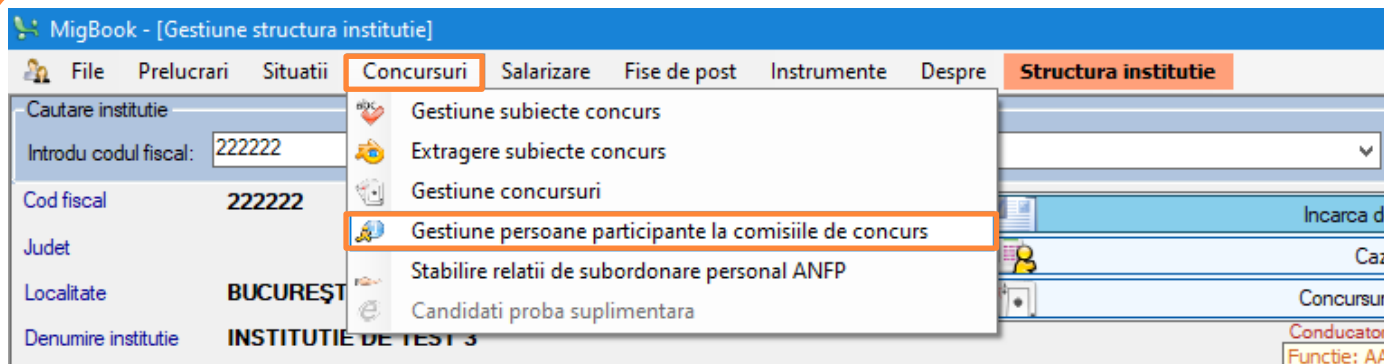 MigBook - [Gestiune structura institutie]
File Prelucrari Situatii Concursuri Salarizare Fise de post Instrumente Despre Structura institutie
Cautare institutie
Gestiune subiecte concurs
Introdu codul fiscal: 222222
Extragere subiecte concurs
Gestiune concursuri
Cod fiscal 222222
Incarca d
Gestiune persoane participante la comisiile de concurs
Judet
Caz
Stabilire relatii de subordonare personal ANFP
Localitate BUCUREŞT
Concursur
Candidati proba suplimentara
Denumire institutie INSTITUTIE DE TEST 3
Conducator
Functie: AA